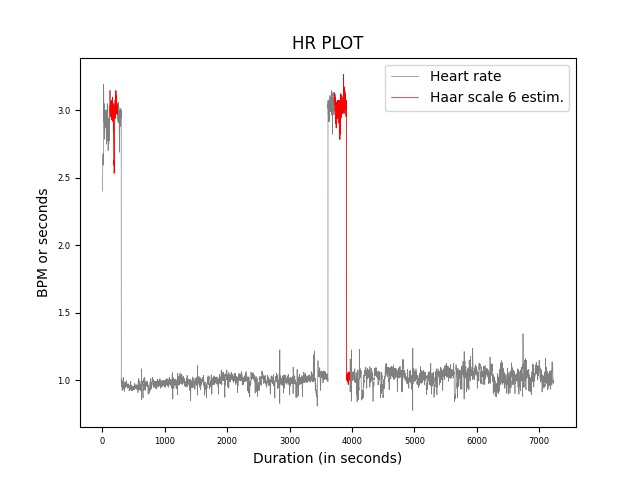 HR PLOT
Heart rate
Haar scale 6 estim.
BPM or seconds
3.0
2.5
2.0
1.5
1.0
0 1000 2000 3000 4000 5000 6000 7000
Duration (in seconds)